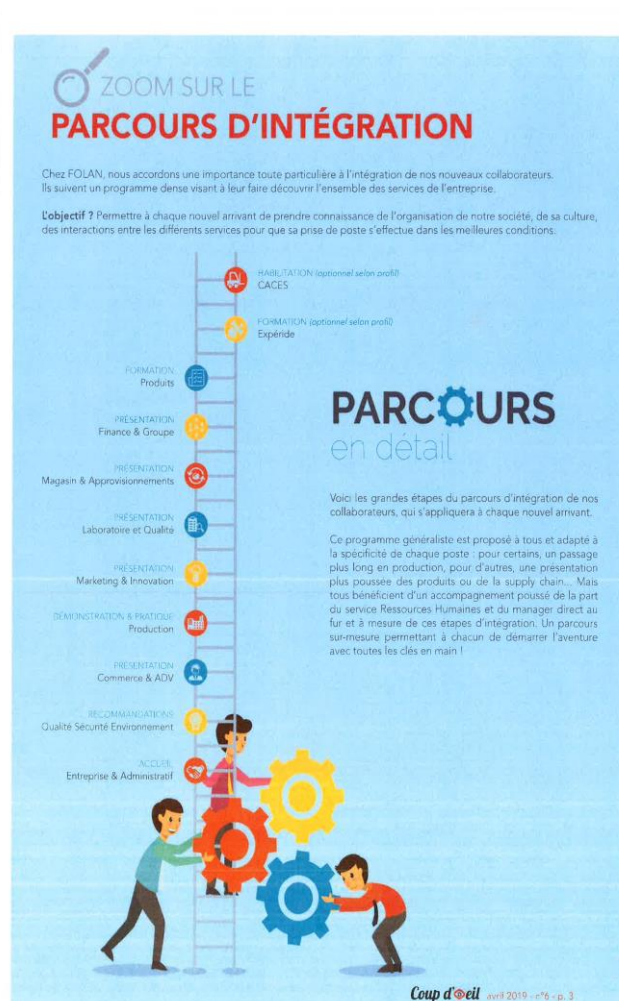 ZOOM SUR LE
PARCOURS D'INTÉGRATION
Chez FOLAN, nous accordons une importance toute particulière à l'intégration de nos nouveaux collaborateurs.
Ils suivent un programme dense visant à leur faire découvrir l'ensemble des services de l'entreprise.
L'objectif ? Permettre à chaque nouvel arrivant de prendre connaissance de l'organisation de notre société, de sa culture,
des interactions entre les différents services pour que sa prise de poste s'effectue dans les meilleures conditions.
HABILITATION (optionnel selon profil)
CACES
FORMATION (optionnel selon profil)
Expéride
FORMATION
Produits
PRÉSENTATION
Finance & Groupe
PRÉSENTATION
Magasin & Approvisionnements
PRÉSENTATION
Laboratoire et Qualité
PRÉSENTATION
Marketing & Innovation
DÉMONSTRATION & PRATIQUE
Production
PRÉSENTATION
Commerce & ADV
RECOMMANDATIONS
Qualité Sécurité Environnement
ACCUEIL
Entreprise & Administratif
PARCOURS
en détail
Voici les grandes étapes du parcours d'intégration de nos
collaborateurs, qui s'appliquera à chaque nouvel arrivant.
Ce programme généraliste est proposé à tous et adapté à
la spécificité de chaque poste : pour certains, un passage
plus long en production, pour d'autres, une présentation
plus poussée des produits ou de la supply chain... Mais
tous bénéficient d'un accompagnement poussé de la part
du service Ressources Humaines et du manager direct au
fur et à mesure de ces étapes d'intégration. Un parcours
sur-mesure permettant à chacun de démarrer l'aventure
avec toutes les clés en main !
Coup d'oeil avril 2019 - n°6 - p. 3